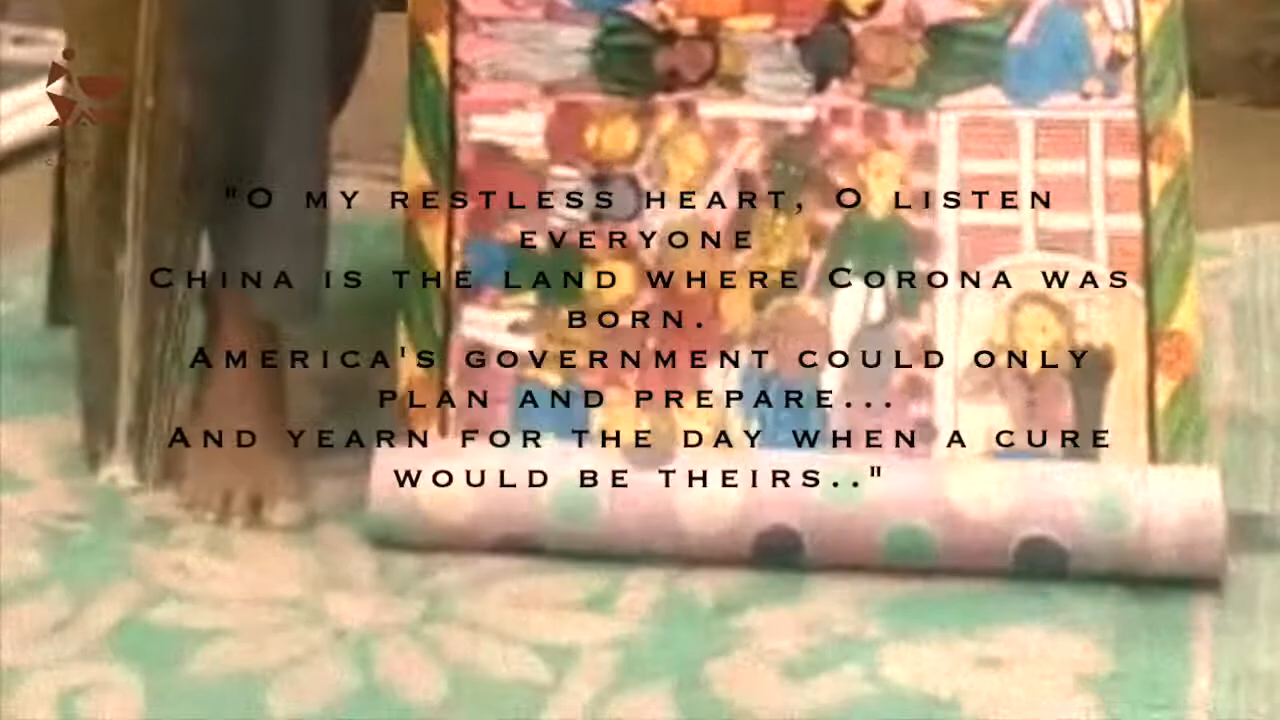 "O my restless heart, O listen
everyone
China is the land where Corona was
born.
America's government could only
plan and prepare...
And yearn for the day when a cure
would be theirs.."